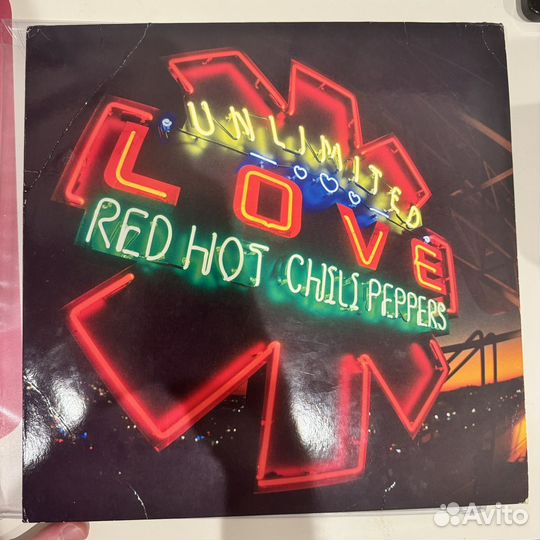 UNLIMITED
LOVE
RED HOT CHILI PEPPERS
Avito